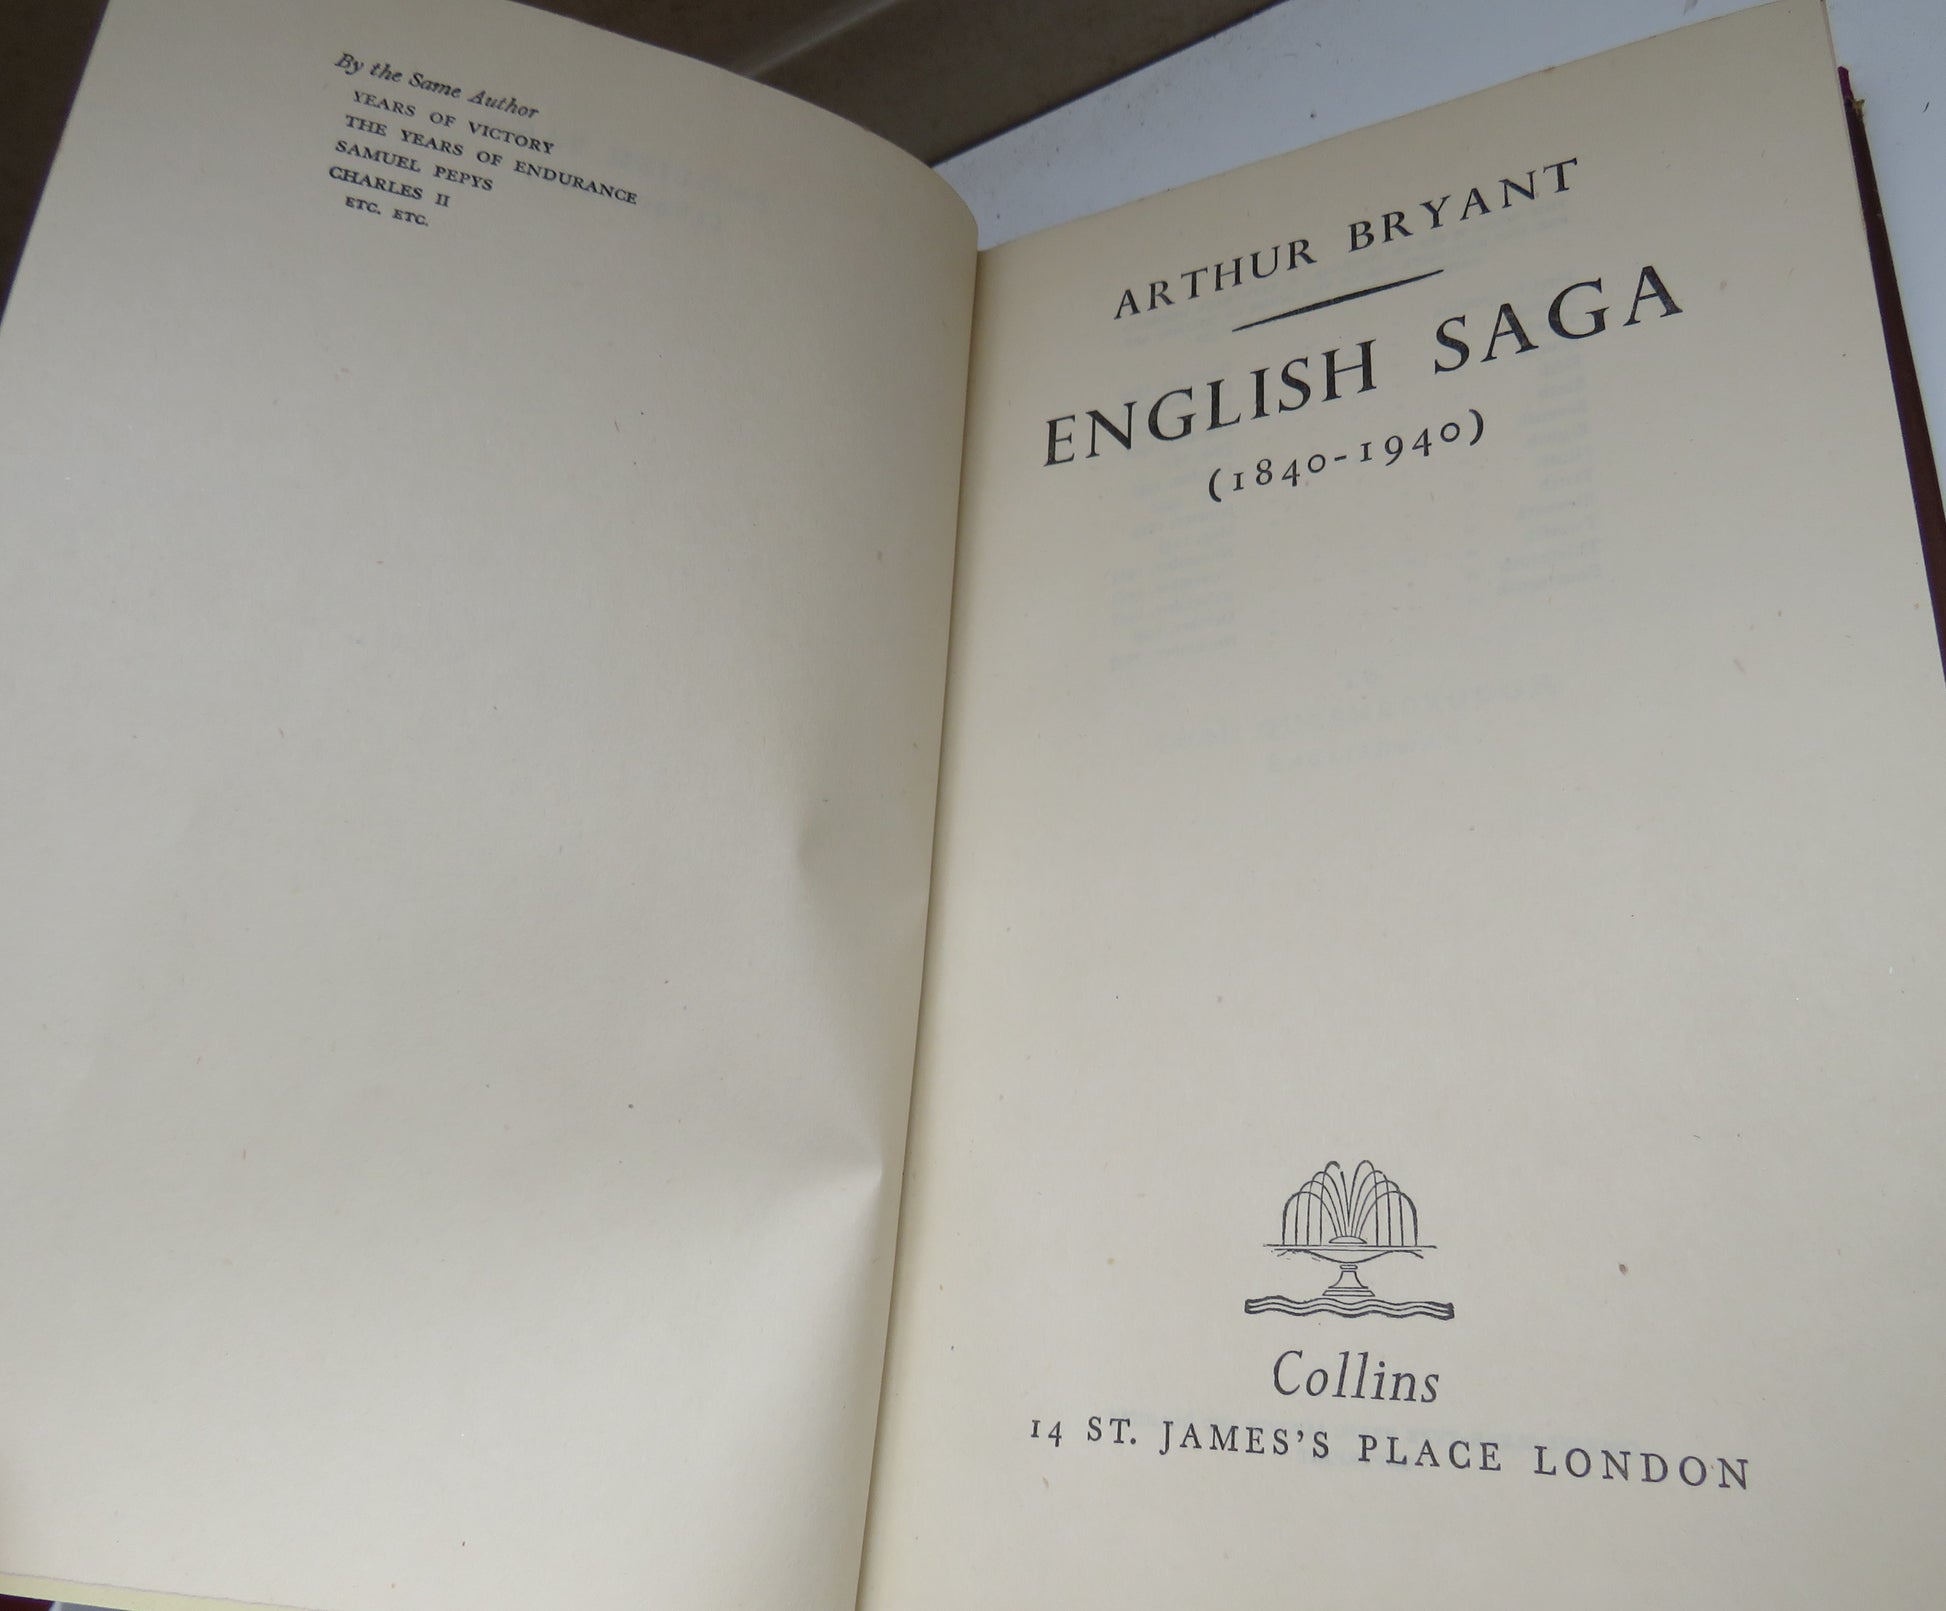 By the Same Author
YEARS OF VICTORY
THE YEARS OF ENDURANCE
SAMUEL PEPYS
CHARLES II
ETC. ETC.
ARTHUR BRYANT
ENGLISH SAGA
(1840-1940)
Collins
14 ST. JAMES'S PLACE LONDON